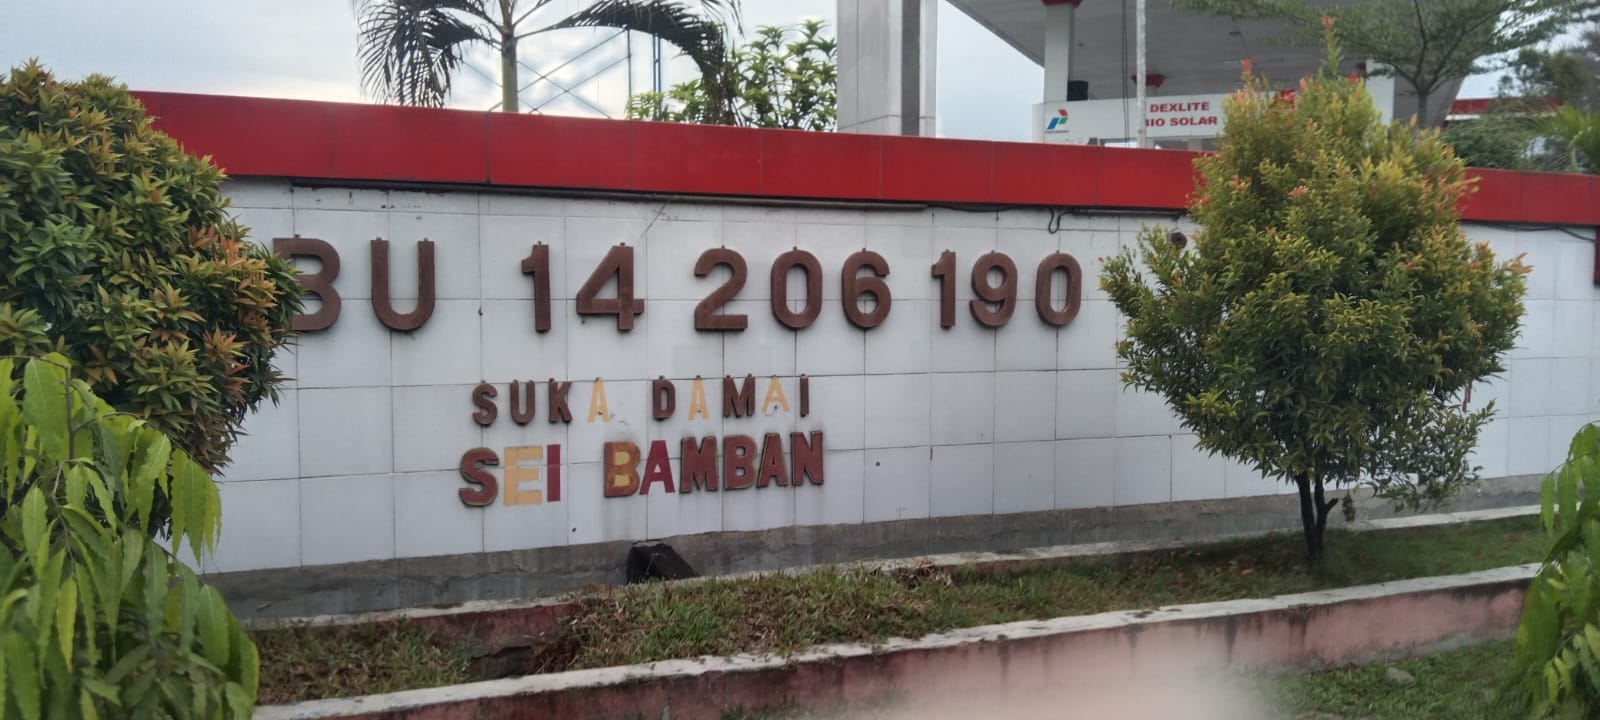 DEXLITE
BIO SOLAR
BU 14 206 190
SUKA DAMAI
SEI BAMBAN